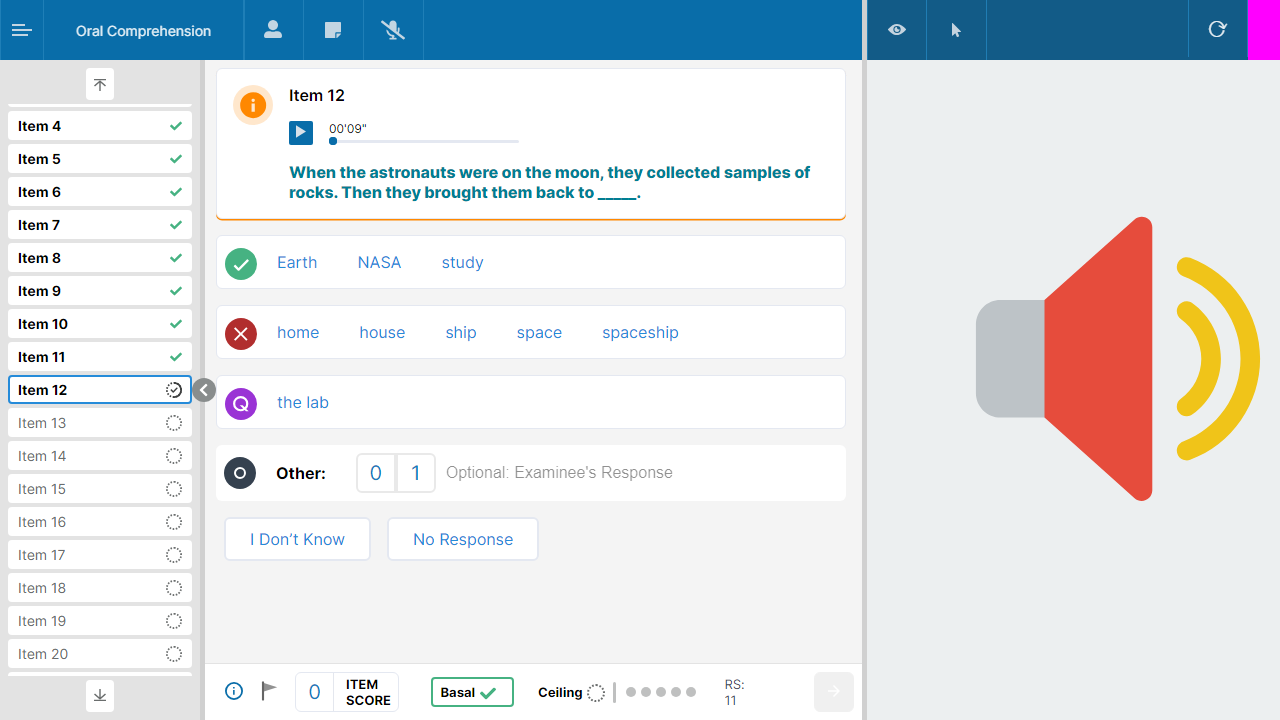 Oral Comprehension
Item 4
Item 5
Item 6
Item 7
Item 8
Item 9
Item 10
Item 11
Item 12
Item 13
Item 14
Item 15
Item 16
Item 17
Item 18
Item 19
Item 20
Item 12
00'09"
When the astronauts were on the moon, they collected samples of
rocks. Then they brought them back to _____.
Earth NASA study
home house ship space spaceship
Q the lab
Other: 0 1 Optional: Examinee's Response
I Don’t Know No Response
0 ITEM
SCORE
Basal
Ceiling
RS:
11